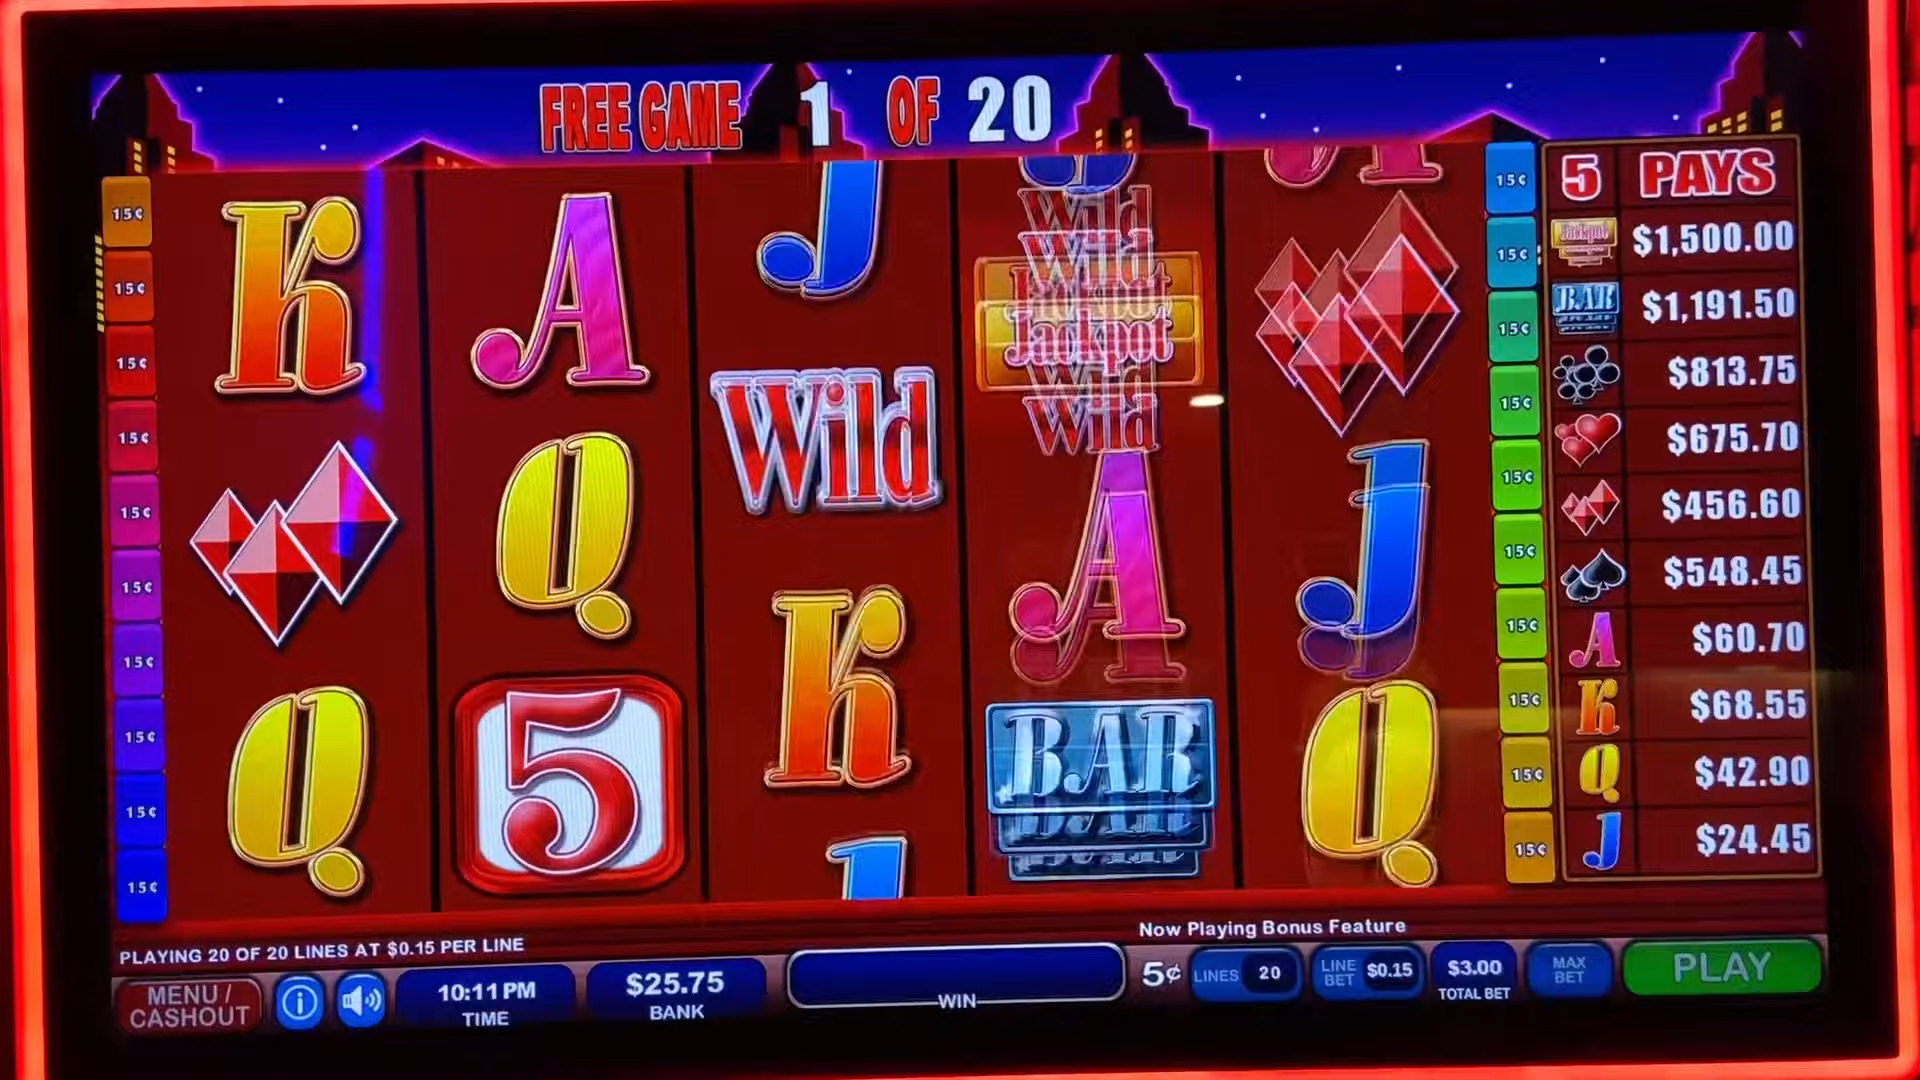 FREE GAME 1 OF 20
5 PAYS
Jackpot $1,500.00
BAR $1,191.50
$813.75
$675.70
$456.60
$548.45
A $60.70
K $68.55
Q $42.90
J $24.45
15¢
15¢
15¢
15¢
15¢
15¢
15¢
15¢
15¢
15¢
K A J Wild Wild Jackpot Jackpot Wild Wild A
Q Wild A J
Q 5 K BAR BAR BAR Q
J
15¢
15¢
15¢
15¢
15¢
15¢
15¢
15¢
15¢
15¢
Now Playing Bonus Feature
PLAYING 20 OF 20 LINES AT $0.15 PER LINE
MENU / CASHOUT
i
10:11 PM
TIME
$25.75
BANK
WIN
5¢
LINES 20
LINE BET $0.15
$3.00
TOTAL BET
MAX BET
PLAY